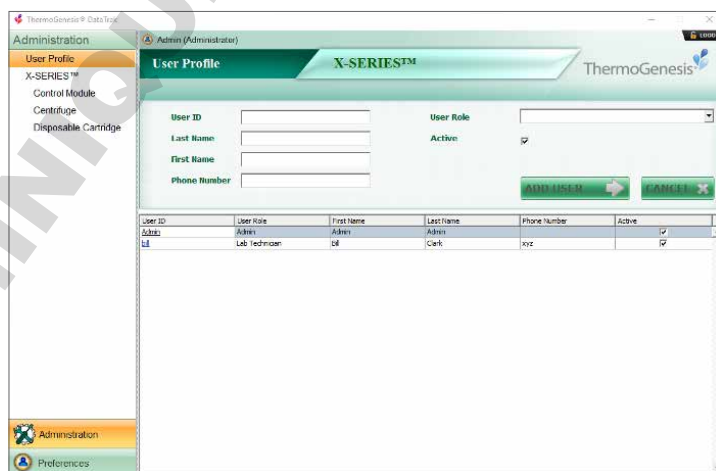 ThermoGenesis® DataTrax
Administration
User Profile
X-SERIES™
Control Module
Centrifuge
Disposable Cartridge
Administration
Preferences
Admin (Administrator)
User Profile
X-SERIES™
ThermoGenesis
User ID
User Role
Last Name
Active
First Name
Phone Number
ADD USER
CANCEL
User ID User Role First Name Last Name Phone Number Active
Admin Admin Admin Admin
bill Lab Technician Bill Clark xyz